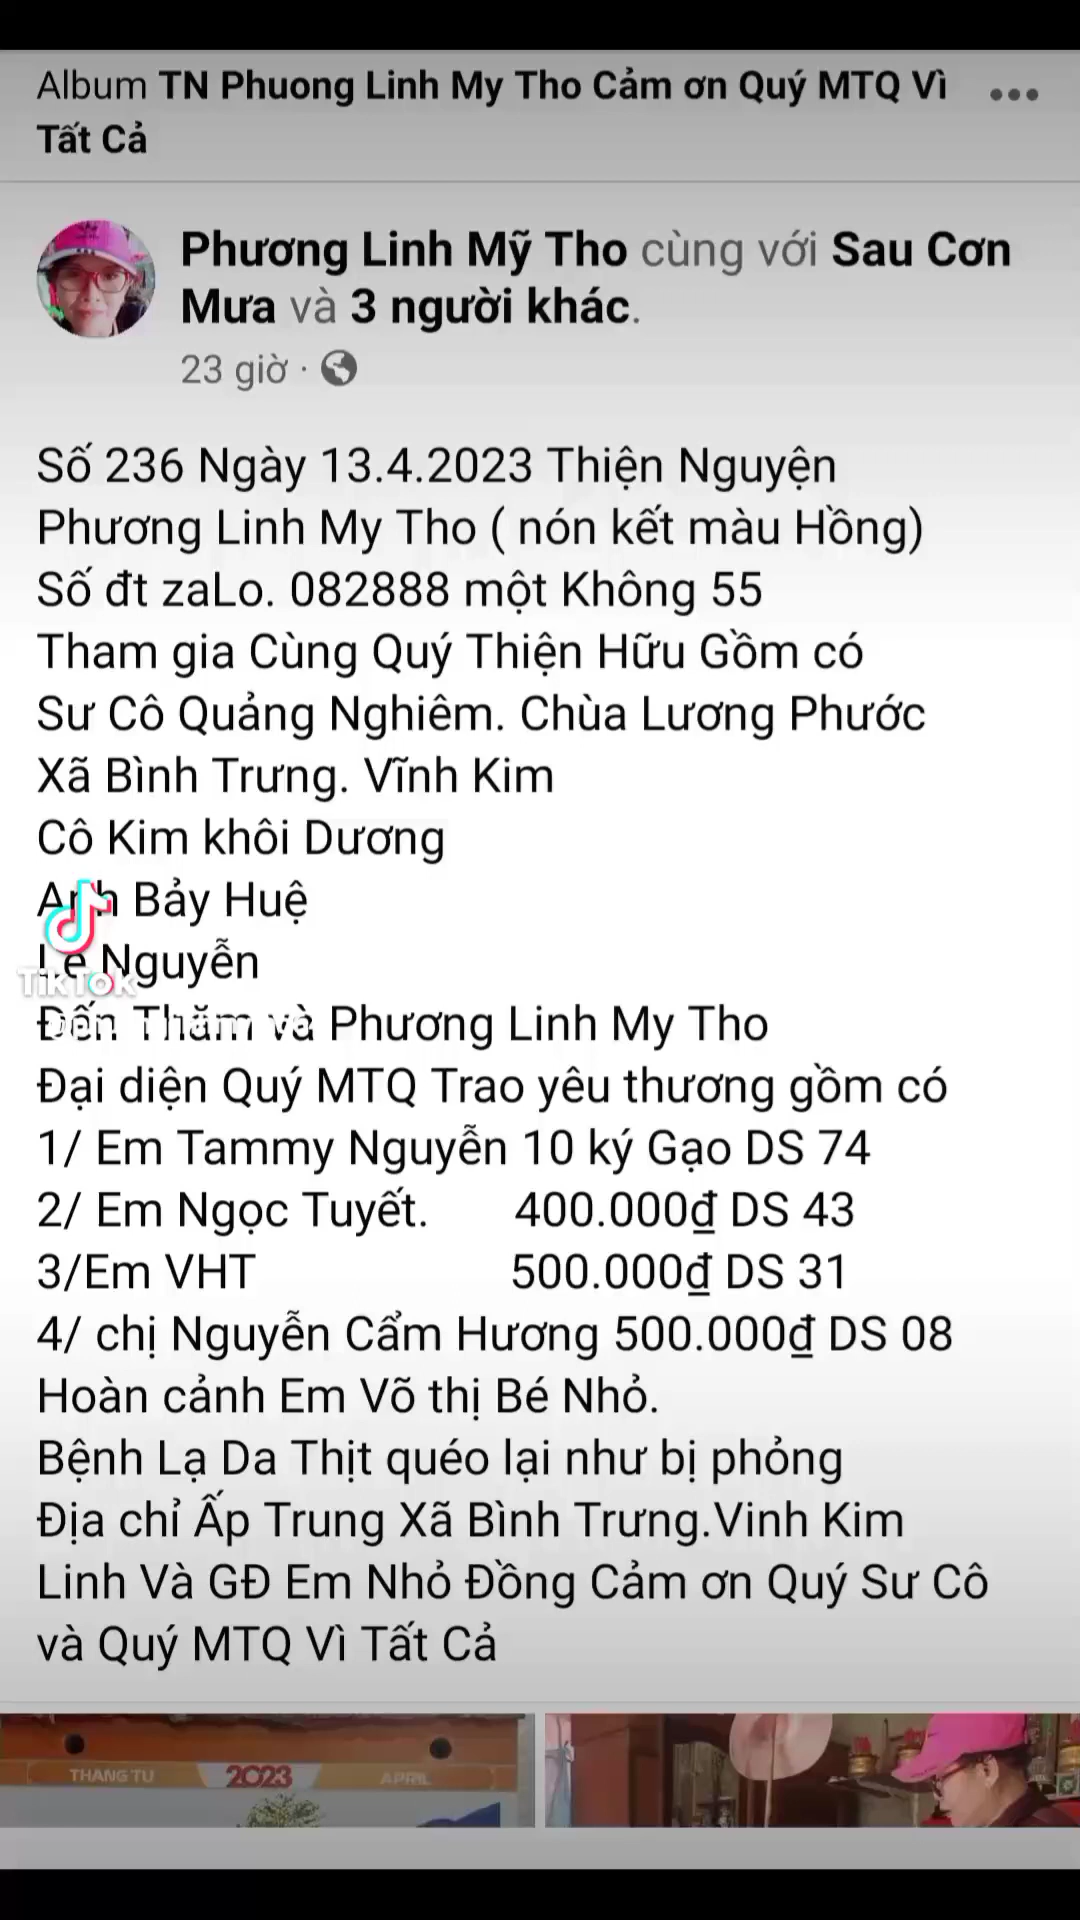 Album TN Phuong Linh My Tho Cảm ơn Quý MTQ Vì
Tất Cả
Phương Linh Mỹ Tho cùng với Sau Cơn
Mưa và 3 người khác.
23 giờ ·
Số 236 Ngày 13.4.2023 Thiện Nguyện
Phương Linh My Tho ( nón kết màu Hồng)
Số đt zaLo. 082888 một Không 55
Tham gia Cùng Quý Thiện Hữu Gồm có
Sư Cô Quảng Nghiêm. Chùa Lương Phước
Xã Bình Trưng. Vĩnh Kim
Cô Kim khôi Dương
Anh Bảy Huệ
Lê Nguyễn
TikTok
Đến Thăm và Phương Linh My Tho
Đại diện Quý MTQ Trao yêu thương gồm có
1/ Em Tammy Nguyễn 10 ký Gạo DS 74
2/ Em Ngọc Tuyết. 400.000₫ DS 43
3/Em VHT 500.000₫ DS 31
4/ chị Nguyễn Cẩm Hương 500.000₫ DS 08
Hoàn cảnh Em Võ thị Bé Nhỏ.
Bệnh Lạ Da Thịt quéo lại như bị phỏng
Địa chỉ Ấp Trung Xã Bình Trưng.Vinh Kim
Linh Và GĐ Em Nhỏ Đồng Cảm ơn Quý Sư Cô
và Quý MTQ Vì Tất Cả
THANG TU 2023 APRIL